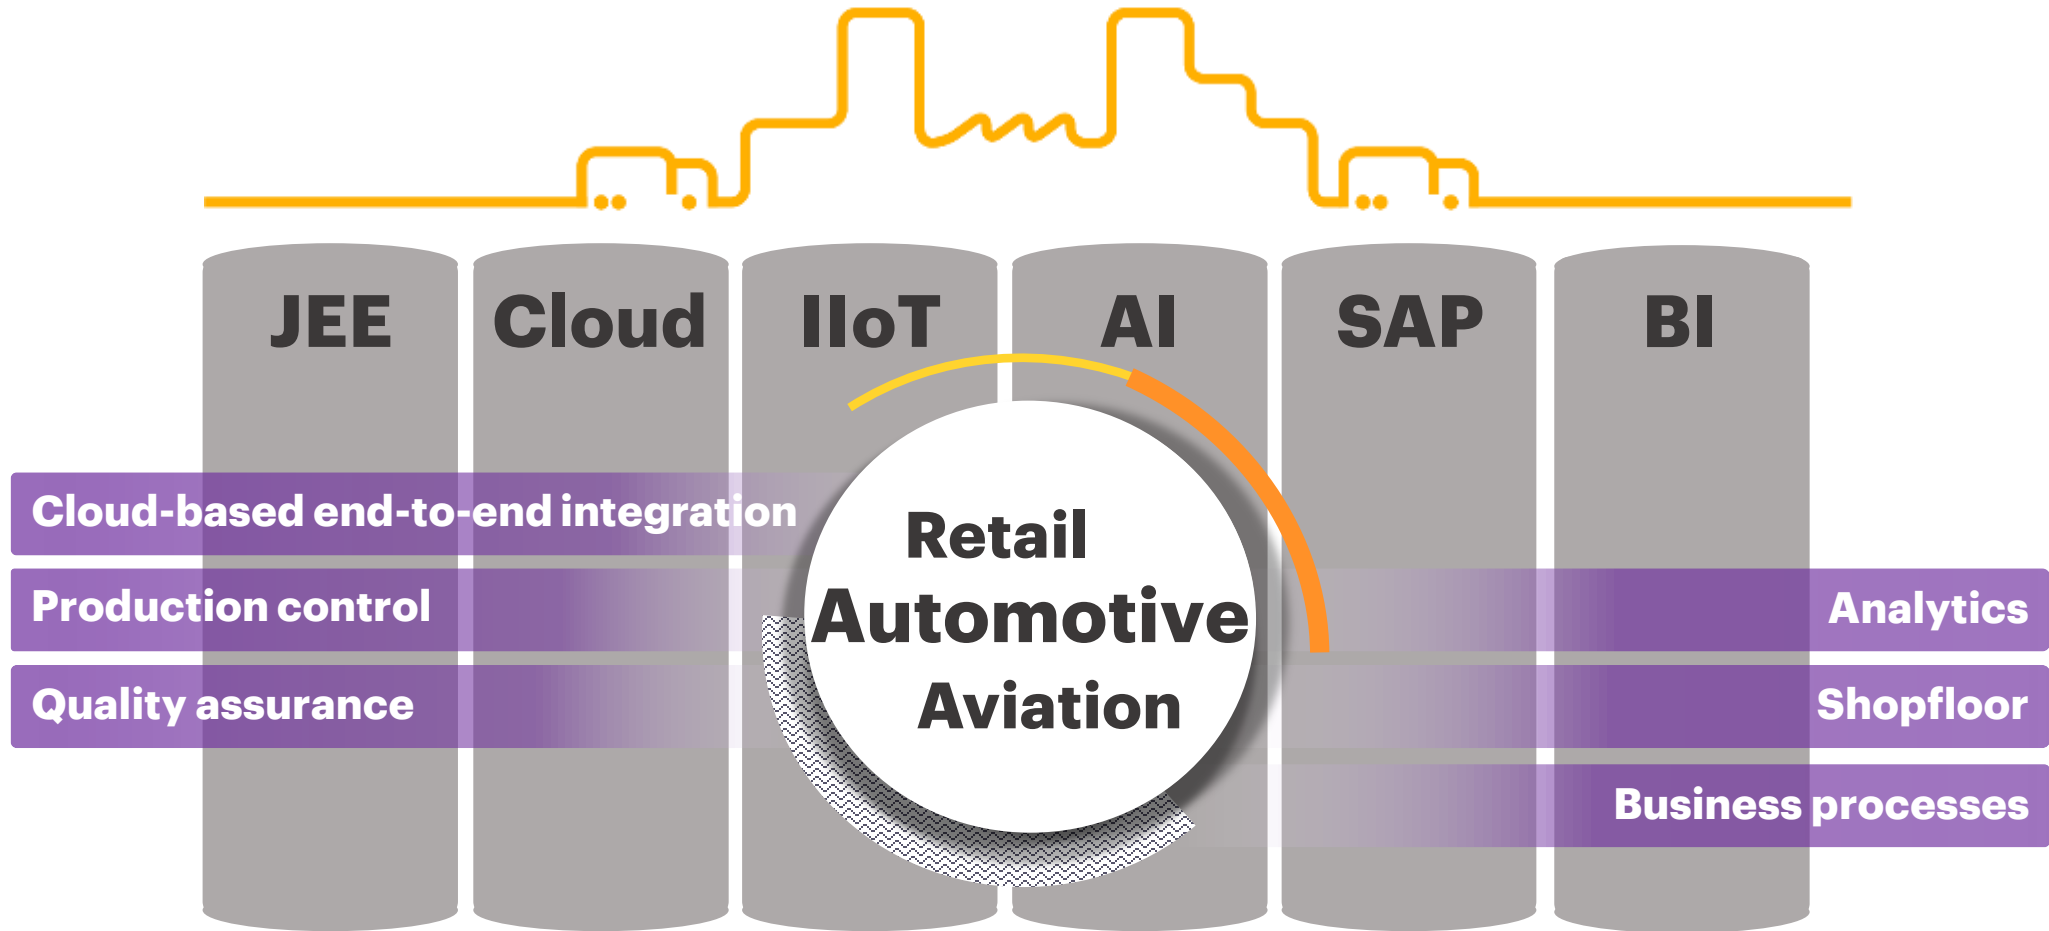 JEE
Cloud
IIoT
AI
SAP
BI
Cloud-based end-to-end integration
Production control
Quality assurance
Retail
Automotive
Aviation
Analytics
Shopfloor
Business processes